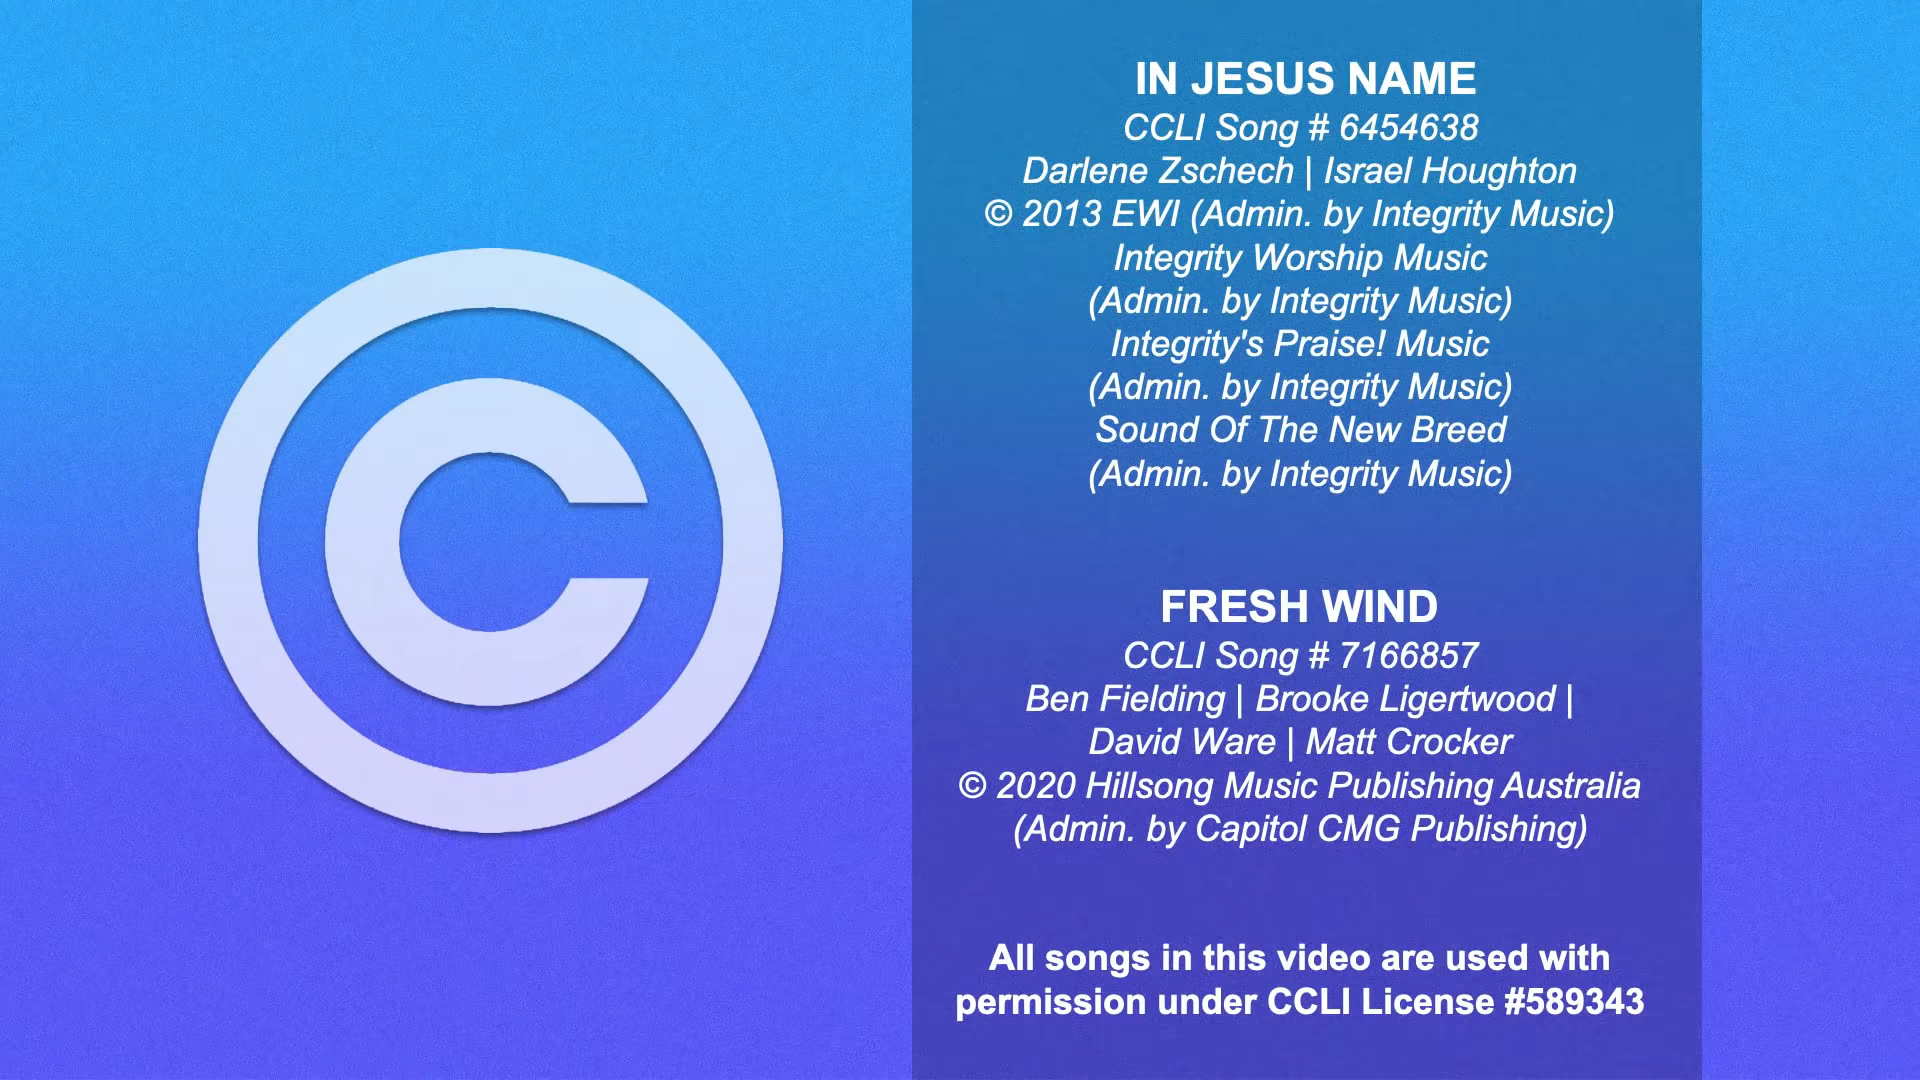 IN JESUS NAME
CCLI Song # 6454638
Darlene Zschech | Israel Houghton
© 2013 EWI (Admin. by Integrity Music)
Integrity Worship Music
(Admin. by Integrity Music)
Integrity's Praise! Music
(Admin. by Integrity Music)
Sound Of The New Breed
(Admin. by Integrity Music)
FRESH WIND
CCLI Song # 7166857
Ben Fielding | Brooke Ligertwood |
David Ware | Matt Crocker
© 2020 Hillsong Music Publishing Australia
(Admin. by Capitol CMG Publishing)
All songs in this video are used with
permission under CCLI License #589343